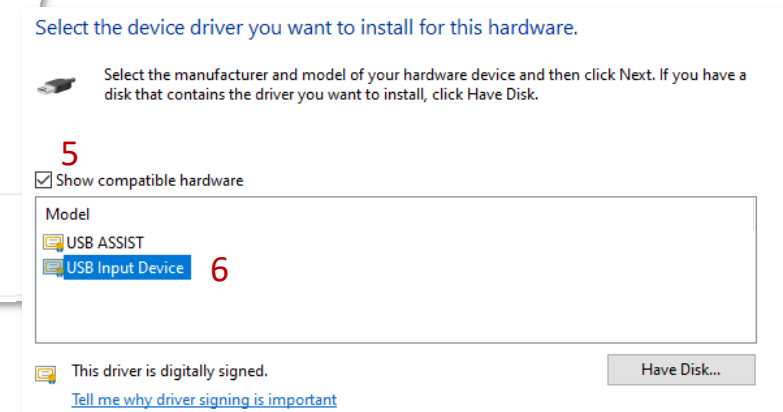 Select the device driver you want to install for this hardware.
Select the manufacturer and model of your hardware device and then click Next. If you have a
disk that contains the driver you want to install, click Have Disk.
5
Show compatible hardware
Model
USB ASSIST
USB Input Device 6
This driver is digitally signed.
Have Disk...
Tell me why driver signing is important